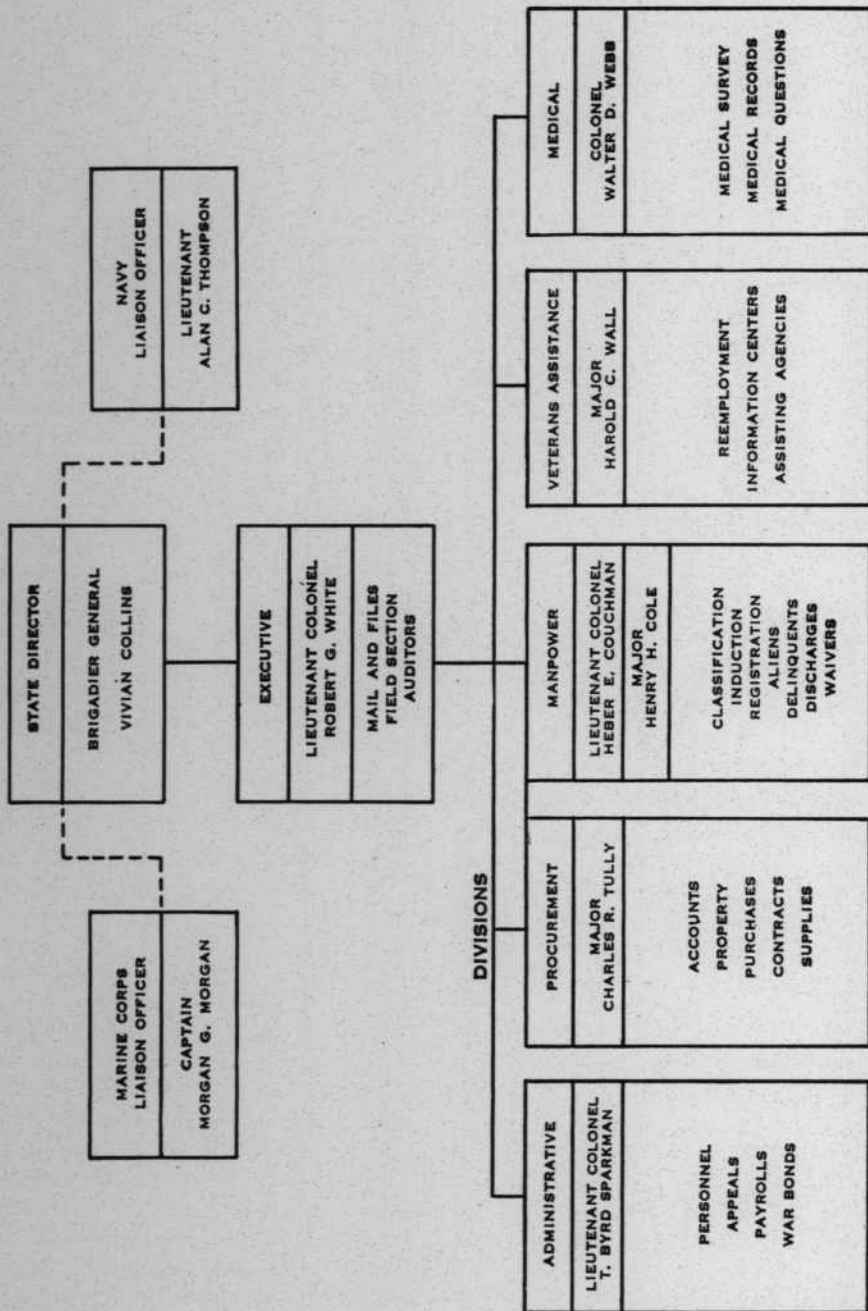 STATE DIRECTOR
BRIGADIER GENERAL
VIVIAN COLLINS
MARINE CORPS
LIAISON OFFICER
CAPTAIN
MORGAN G. MORGAN
NAVY
LIAISON OFFICER
LIEUTENANT
ALAN C. THOMPSON
EXECUTIVE
LIEUTENANT COLONEL
ROBERT G. WHITE
MAIL AND FILES
FIELD SECTION
AUDITORS
DIVISIONS
ADMINISTRATIVE
LIEUTENANT COLONEL
T. BYRD SPARKMAN
PERSONNEL
APPEALS
PAYROLLS
WAR BONDS
PROCUREMENT
MAJOR
CHARLES R. TULLY
ACCOUNTS
PROPERTY
PURCHASES
CONTRACTS
SUPPLIES
MANPOWER
LIEUTENANT COLONEL
HEBER E. COUCHMAN
MAJOR
HENRY H. COLE
CLASSIFICATION
INDUCTION
REGISTRATION
ALIENS
DELINQUENTS
DISCHARGES
WAIVERS
VETERANS ASSISTANCE
MAJOR
HAROLD C. WALL
REEMPLOYMENT
INFORMATION CENTERS
ASSISTING AGENCIES
MEDICAL
COLONEL
WALTER D. WEBB
MEDICAL SURVEY
MEDICAL RECORDS
MEDICAL QUESTIONS